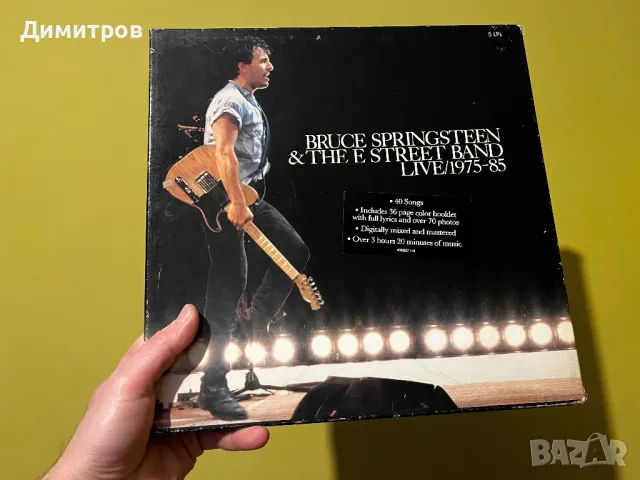 Димитров
5 LPs
BRUCE SPRINGSTEEN
& THE E STREET BAND
LIVE/1975-85
• 40 Songs
• Includes 36 page color booklet
with full lyrics and over 70 photos
• Digitally mixed and mastered
• Over 3 hours 20 minutes of music
BAZAR